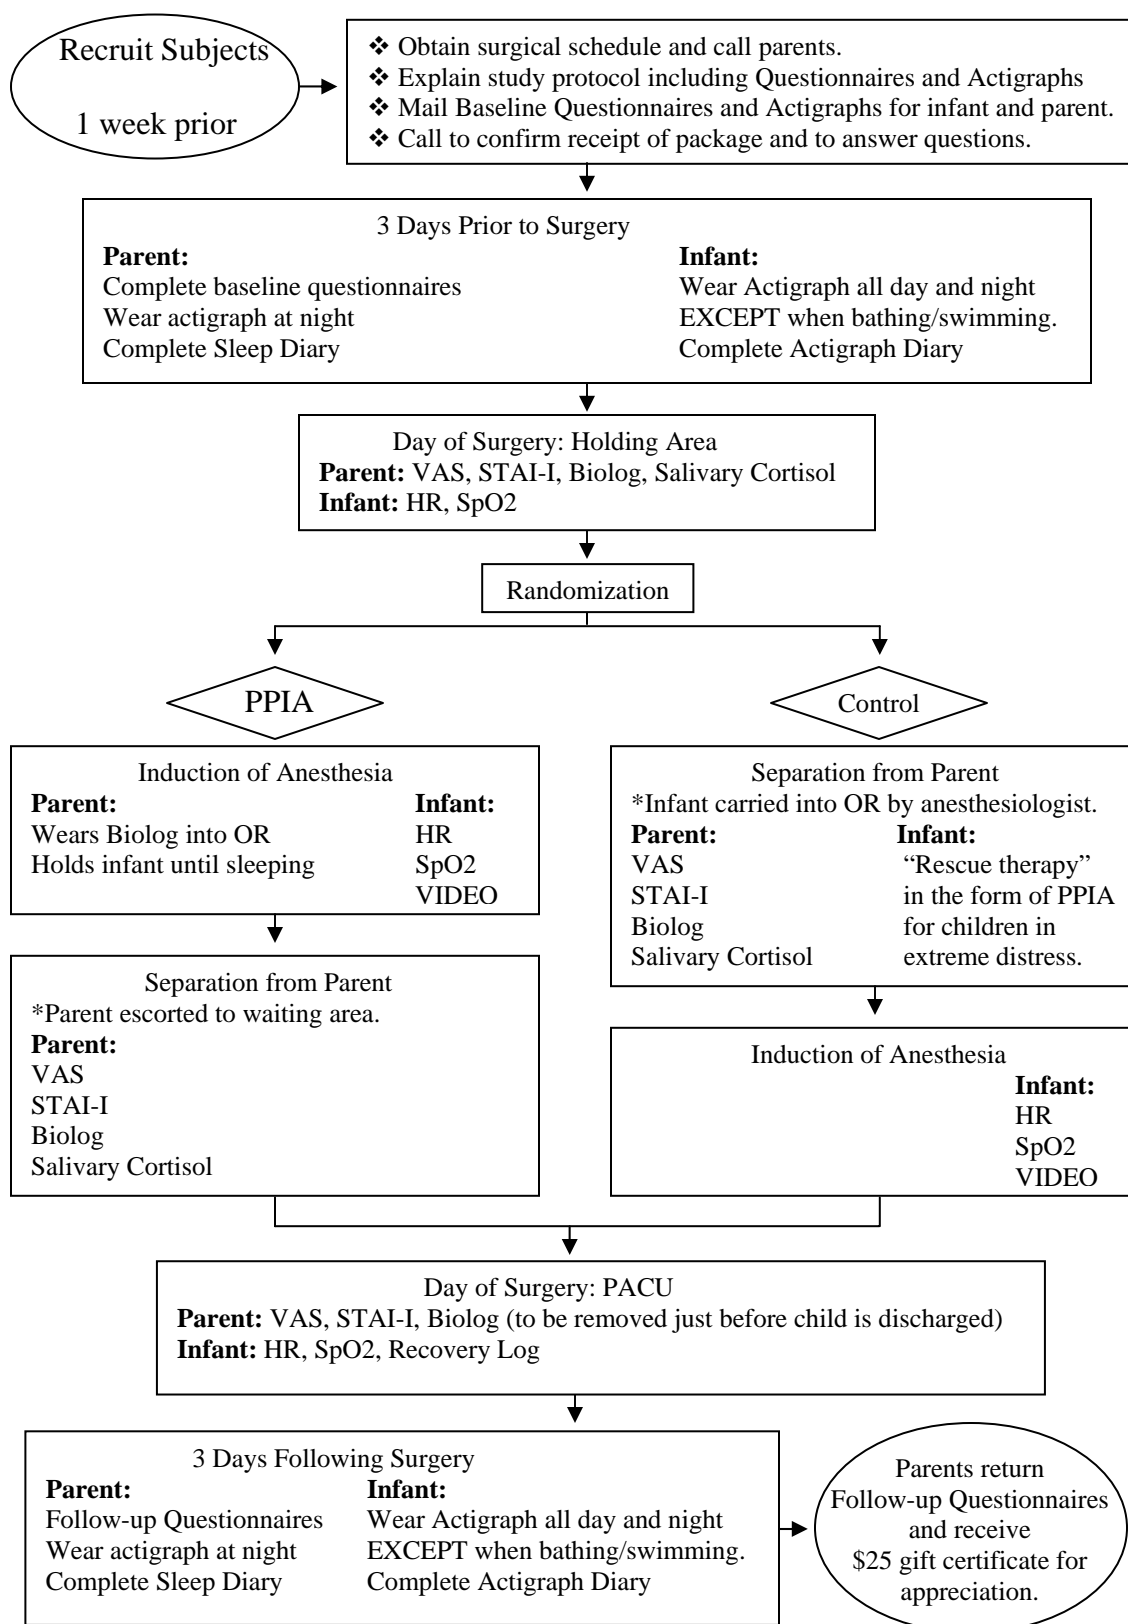 Recruit Subjects
1 week prior
❖ Obtain surgical schedule and call parents.
❖ Explain study protocol including Questionnaires and Actigraphs
❖ Mail Baseline Questionnaires and Actigraphs for infant and parent.
❖ Call to confirm receipt of package and to answer questions.
3 Days Prior to Surgery
Parent:
Complete baseline questionnaires
Wear actigraph at night
Complete Sleep Diary
Infant:
Wear Actigraph all day and night
EXCEPT when bathing/swimming.
Complete Actigraph Diary
Day of Surgery: Holding Area
Parent: VAS, STAI-I, Biolog, Salivary Cortisol
Infant: HR, SpO2
Randomization
PPIA
Control
Induction of Anesthesia
Parent:
Wears Biolog into OR
Holds infant until sleeping
Infant:
HR
SpO2
VIDEO
Separation from Parent
*Parent escorted to waiting area.
Parent:
VAS
STAI-I
Biolog
Salivary Cortisol
Separation from Parent
*Infant carried into OR by anesthesiologist.
Parent:
VAS
STAI-I
Biolog
Salivary Cortisol
Infant:
“Rescue therapy”
in the form of PPIA
for children in
extreme distress.
Induction of Anesthesia
Infant:
HR
SpO2
VIDEO
Day of Surgery: PACU
Parent: VAS, STAI-I, Biolog (to be removed just before child is discharged)
Infant: HR, SpO2, Recovery Log
3 Days Following Surgery
Parent:
Follow-up Questionnaires
Wear actigraph at night
Complete Sleep Diary
Infant:
Wear Actigraph all day and night
EXCEPT when bathing/swimming.
Complete Actigraph Diary
Parents return
Follow-up Questionnaires
and receive
$25 gift certificate for
appreciation.